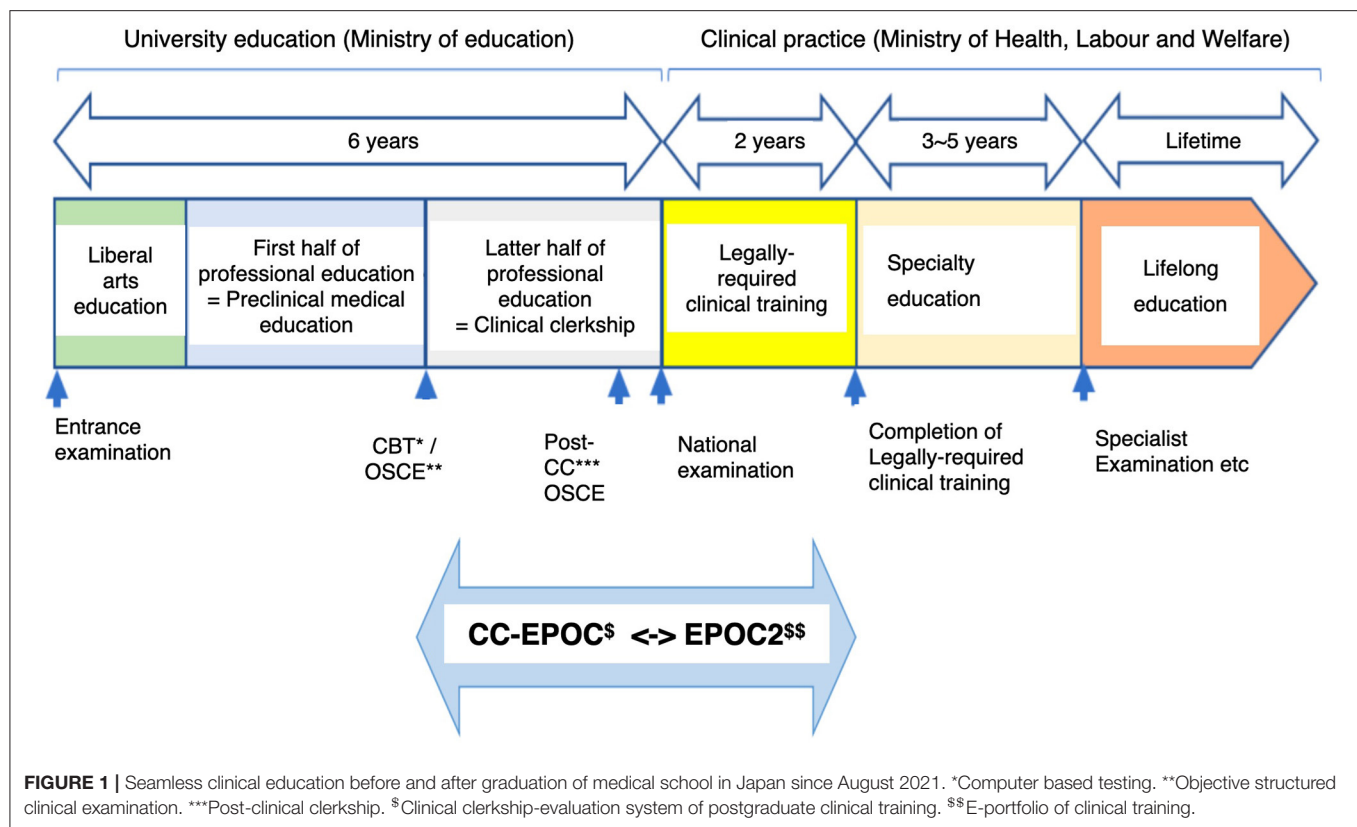 University education (Ministry of education)
Clinical practice (Ministry of Health, Labour and Welfare)
6 years
2 years
3~5 years
Lifetime
Liberal
arts
education
First half of
professional education
= Preclinical medical
education
Latter half of
professional
education
= Clinical clerkship
Legally-
required
clinical training
Specialty
education
Lifelong
education
Entrance
examination
CBT* /
OSCE**
Post-
CC***
OSCE
National
examination
Completion of
Legally-required
clinical training
Specialist
Examination etc
CC-EPOC$ <-> EPOC2$$
FIGURE 1 | Seamless clinical education before and after graduation of medical school in Japan since August 2021. *Computer based testing. **Objective structured
clinical examination. ***Post-clinical clerkship. $Clinical clerkship-evaluation system of postgraduate clinical training. $$E-portfolio of clinical training.